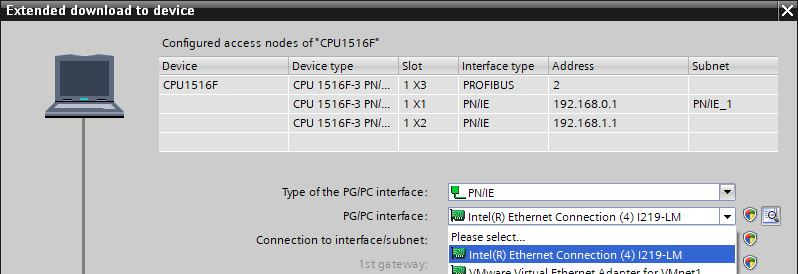 Extended download to device
Configured access nodes of "CPU1516F"
Device Device type Slot Interface type Address Subnet
CPU1516F CPU 1516F-3 PN/... 1 X3 PROFIBUS 2
CPU 1516F-3 PN/... 1 X1 PN/IE 192.168.0.1 PN/IE_1
CPU 1516F-3 PN/... 1 X2 PN/IE 192.168.1.1
Type of the PG/PC interface: PN/IE
PG/PC interface: Intel(R) Ethernet Connection (4) I219-LM
Please select...
Connection to interface/subnet: Intel(R) Ethernet Connection (4) I219-LM
1st gateway: VMware Virtual Ethernet Adapter for VMnet1